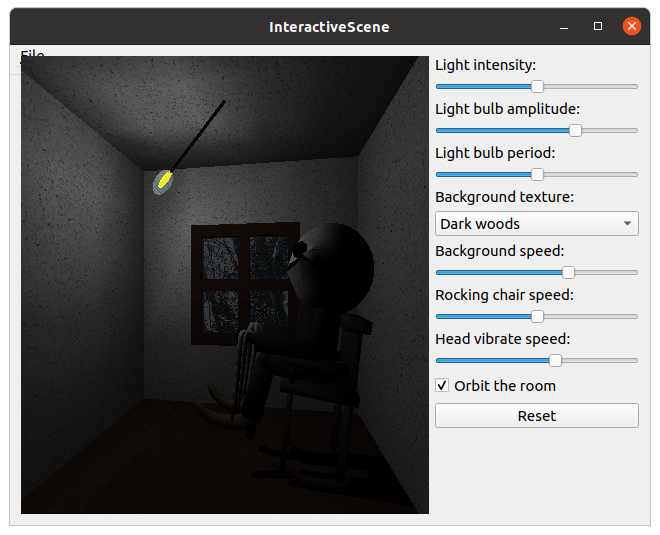 InteractiveScene
File
Light intensity:
Light bulb amplitude:
Light bulb period:
Background texture:
Dark woods
Background speed:
Rocking chair speed:
Head vibrate speed:
Orbit the room
Reset